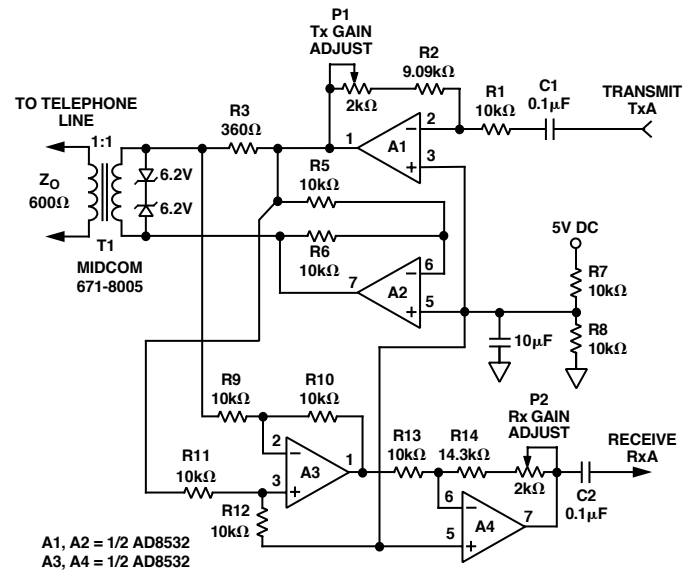 P1
Tx GAIN
ADJUST
2kΩ
R2
9.09kΩ
R1
10kΩ
C1
0.1μF
TRANSMIT
TxA
TO TELEPHONE
LINE
1:1
ZO
600Ω
T1
MIDCOM
671-8005
6.2V
6.2V
R3
360Ω
1
A1
2
3
R5
10kΩ
R6
10kΩ
7
A2
6
5
5V DC
R7
10kΩ
R8
10kΩ
10μF
R9
10kΩ
R10
10kΩ
R11
10kΩ
R12
10kΩ
2
3
A3
1
R13
10kΩ
R14
14.3kΩ
P2
Rx GAIN
ADJUST
2kΩ
6
5
A4
7
RECEIVE
RxA
C2
0.1μF
A1, A2 = 1/2 AD8532
A3, A4 = 1/2 AD8532